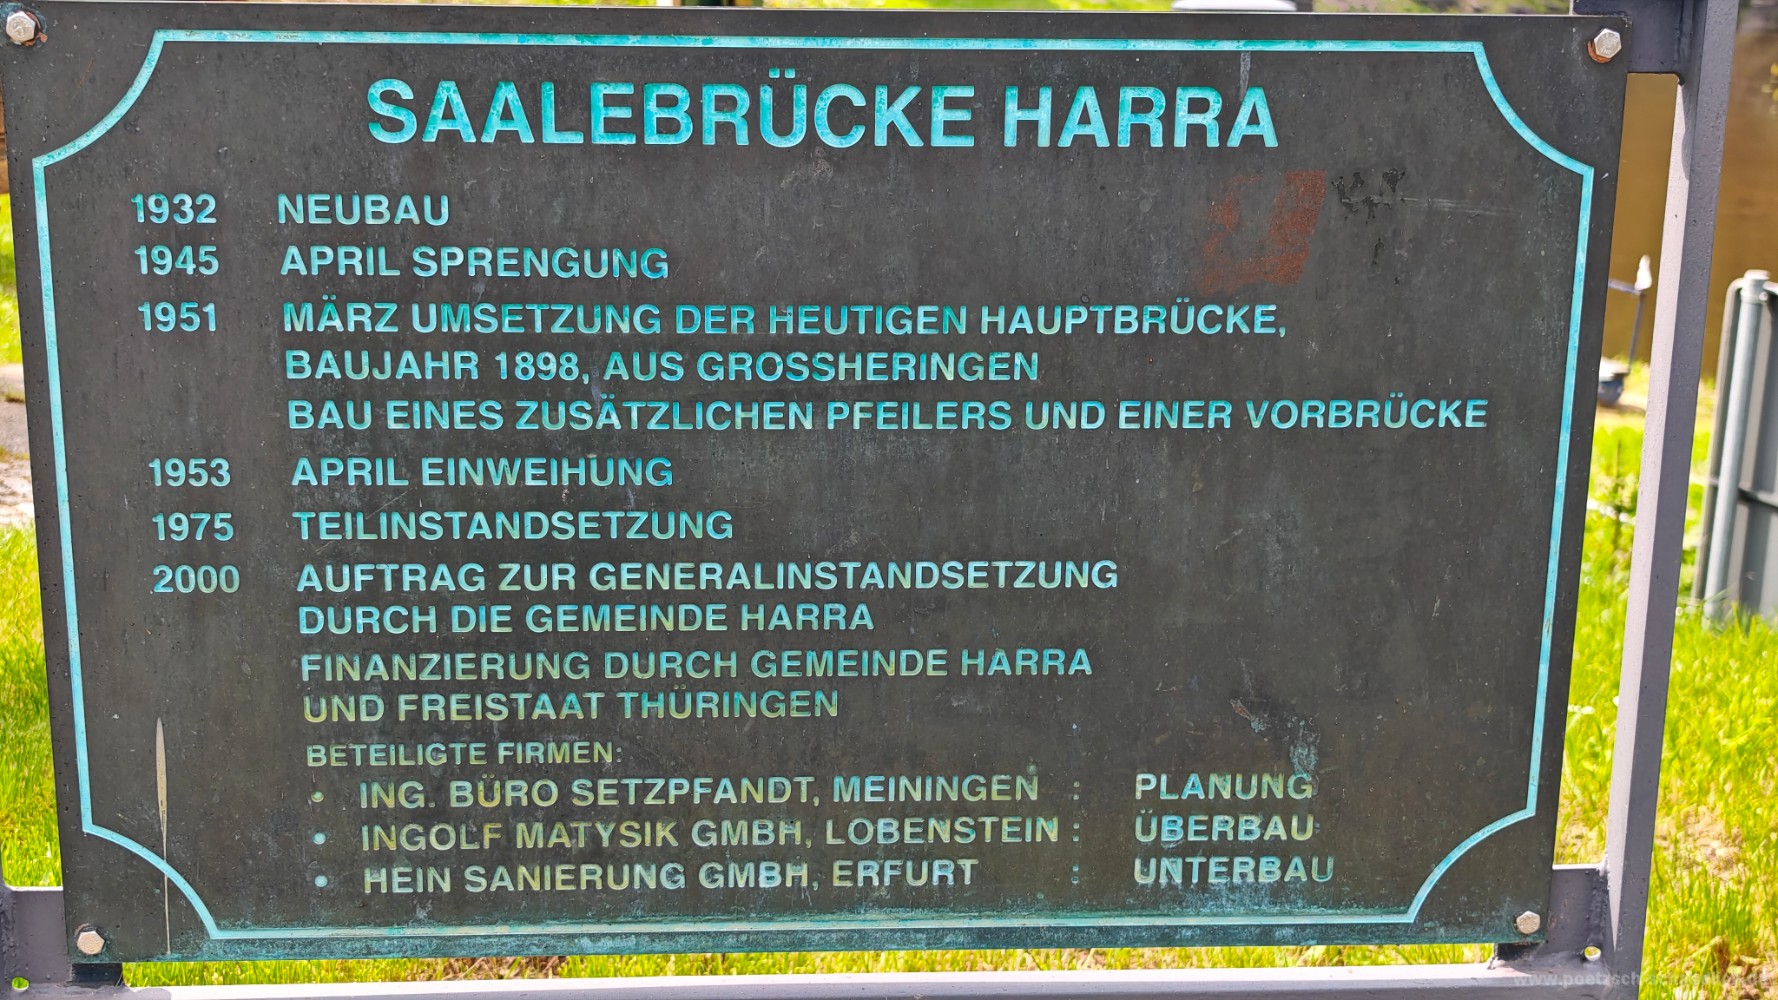 SAALEBRÜCKE HARRA
1932 NEUBAU
1945 APRIL SPRENGUNG
1951 MÄRZ UMSETZUNG DER HEUTIGEN HAUPTBRÜCKE,
BAUJAHR 1898, AUS GROSSHERINGEN
BAU EINES ZUSÄTZLICHEN PFEILERS UND EINER VORBRÜCKE
1953 APRIL EINWEIHUNG
1975 TEILINSTANDSETZUNG
2000 AUFTRAG ZUR GENERALINSTANDSETZUNG
DURCH DIE GEMEINDE HARRA
FINANZIERUNG DURCH GEMEINDE HARRA
UND FREISTAAT THÜRINGEN
BETEILIGTE FIRMEN:
• ING. BÜRO SETZPFANDT, MEININGEN : PLANUNG
• INGOLF MATYSIK GMBH, LOBENSTEIN : ÜBERBAU
• HEIN SANIERUNG GMBH, ERFURT : UNTERBAU